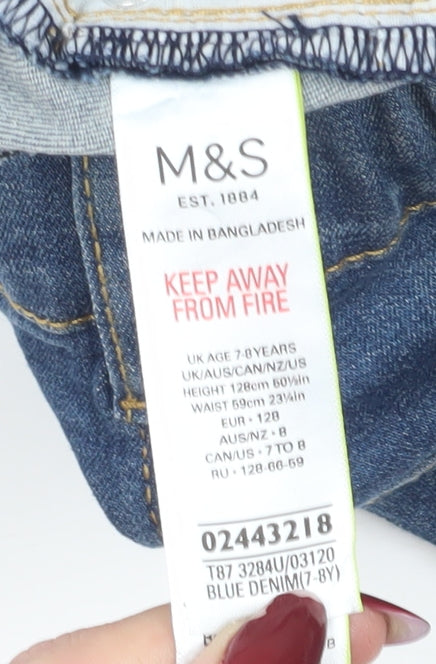 M&S
EST. 1884
MADE IN BANGLADESH
KEEP AWAY
FROM FIRE
UK AGE 7-8YEARS
UK/AUS/CAN/NZ/US
HEIGHT 128cm 50½in
WAIST 59cm 23¼in
EUR • 128
AUS/NZ • 8
CAN/US • 7 TO 8
RU • 128-66-59
02443218
T87 3284U/03120
BLUE DENIM(7-8Y)